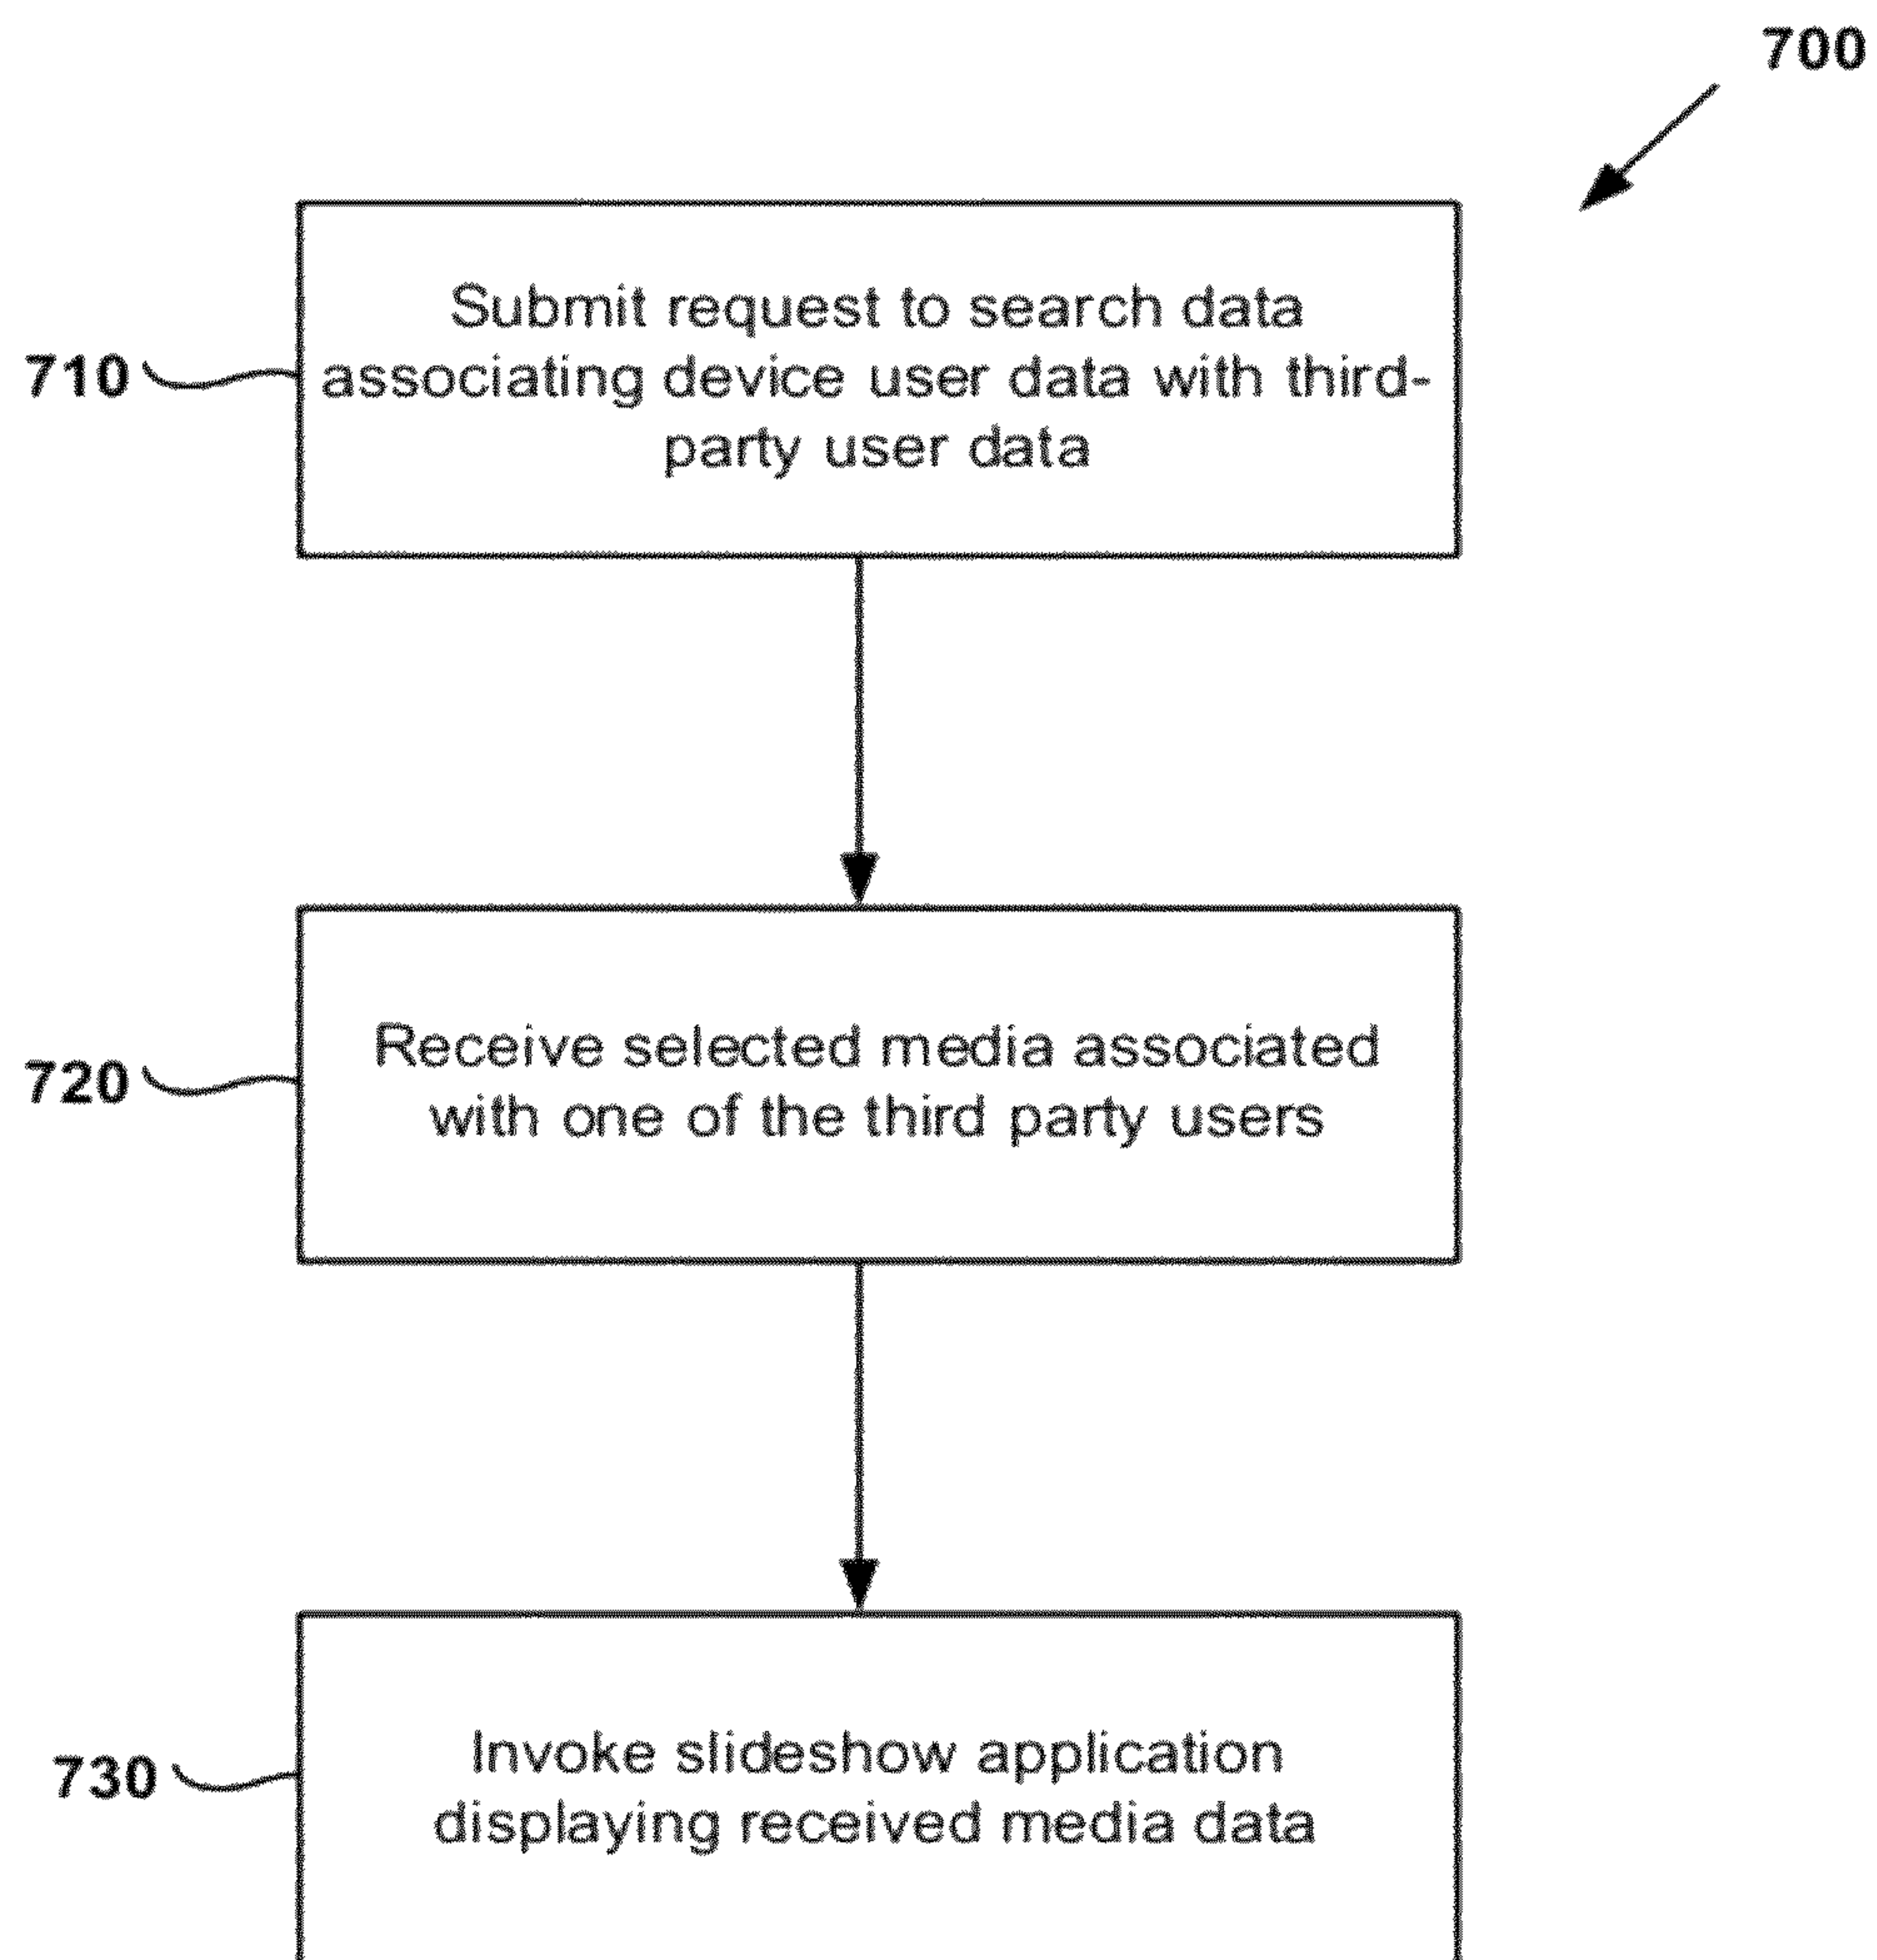 700
Submit request to search data
710
associating device user data with third-
party user data
Receive selected media associated
720
with one of the third party users
Invoke slideshow application
730
displaying received media data